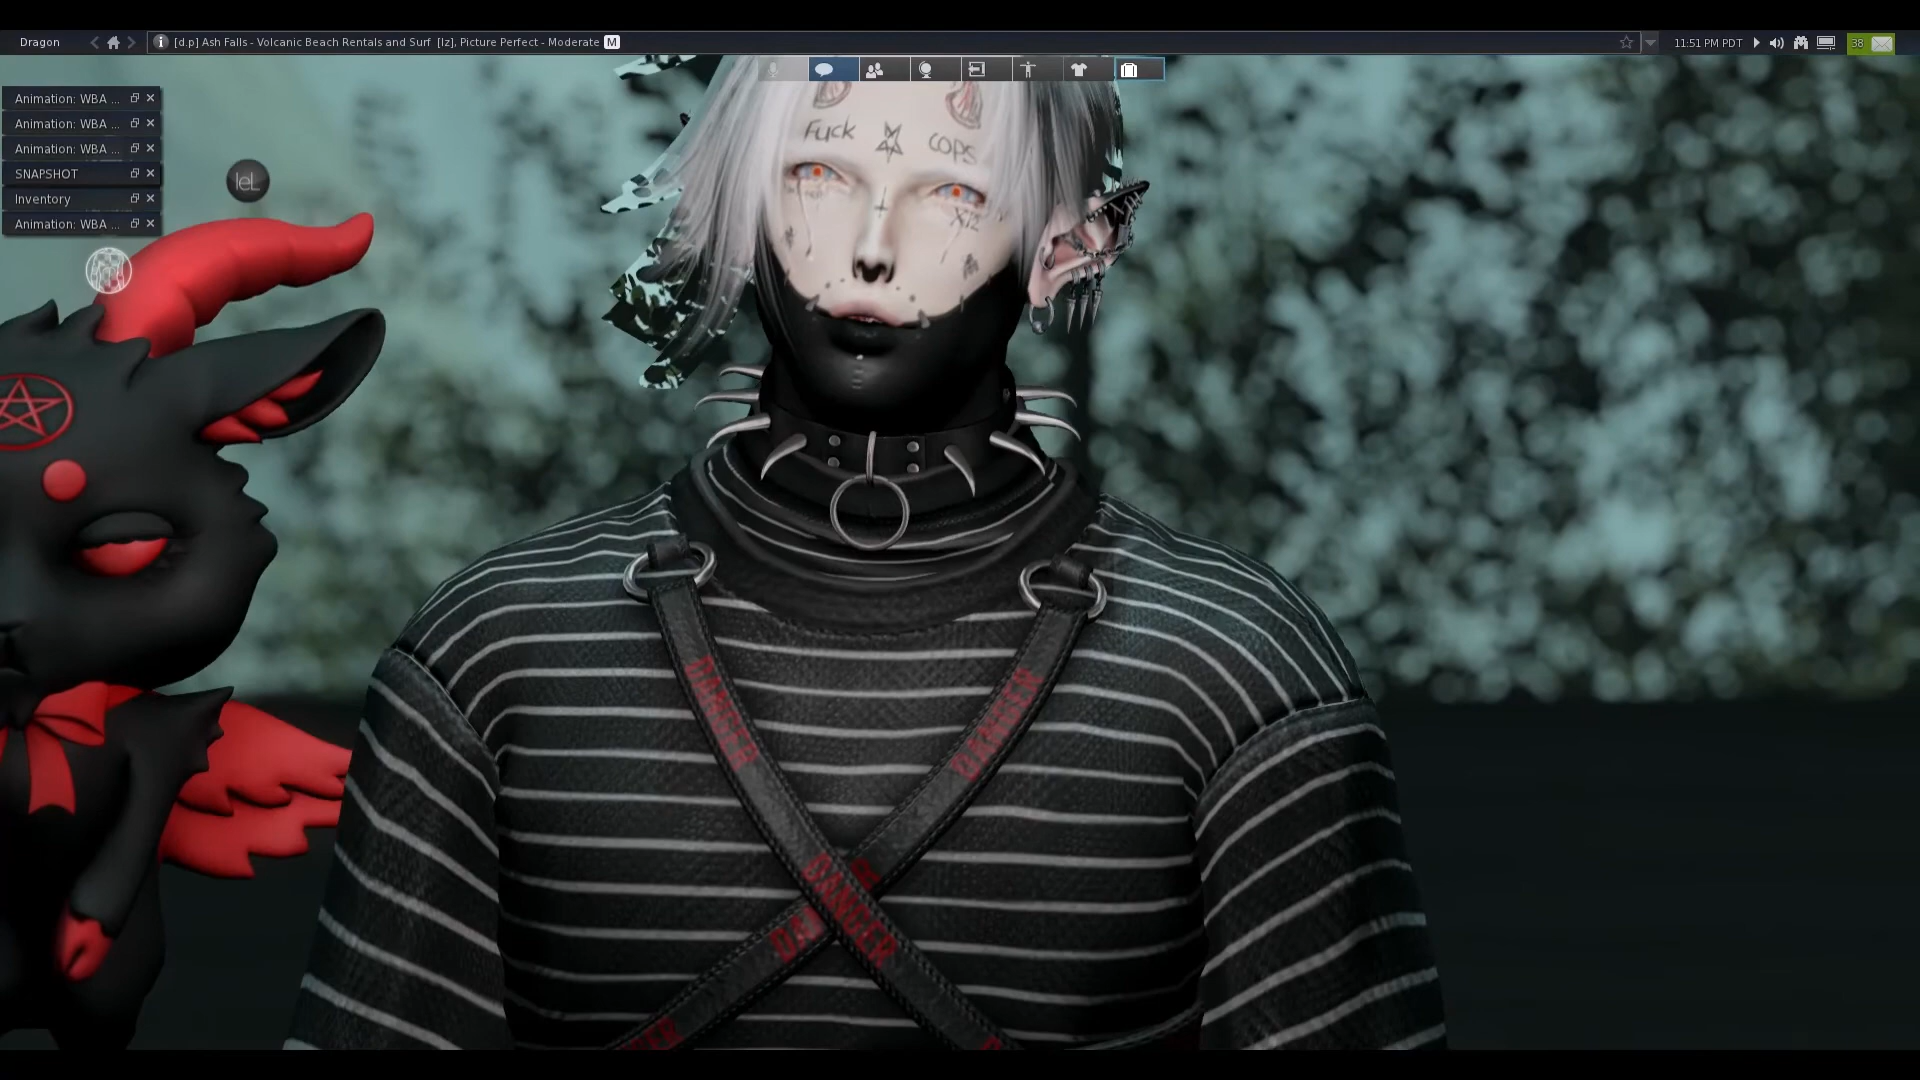 Dragon
[d.p] Ash Falls - Volcanic Beach Rentals and Surf [lz], Picture Perfect - Moderate M
11:51 PM PDT
38
Animation: WBA ...
Animation: WBA ...
Animation: WBA ...
SNAPSHOT
Inventory
Animation: WBA ...
leL
Fuck
cops
DANGER
DANGER
DANGER